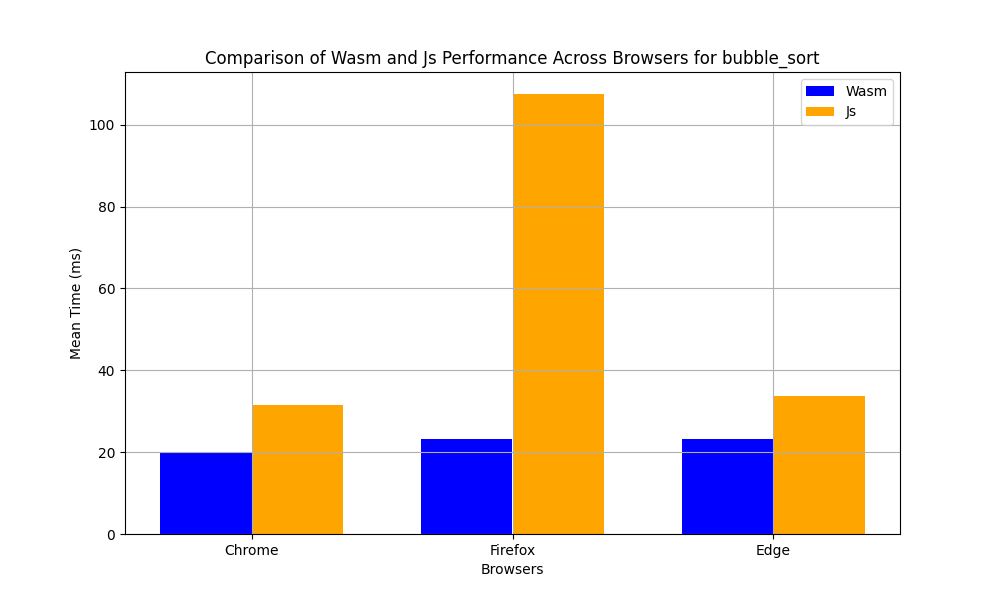 Comparison of Wasm and Js Performance Across Browsers for bubble_sort
Wasm
Js
100
80
60
40
20
0
Mean Time (ms)
Chrome
Firefox
Edge
Browsers